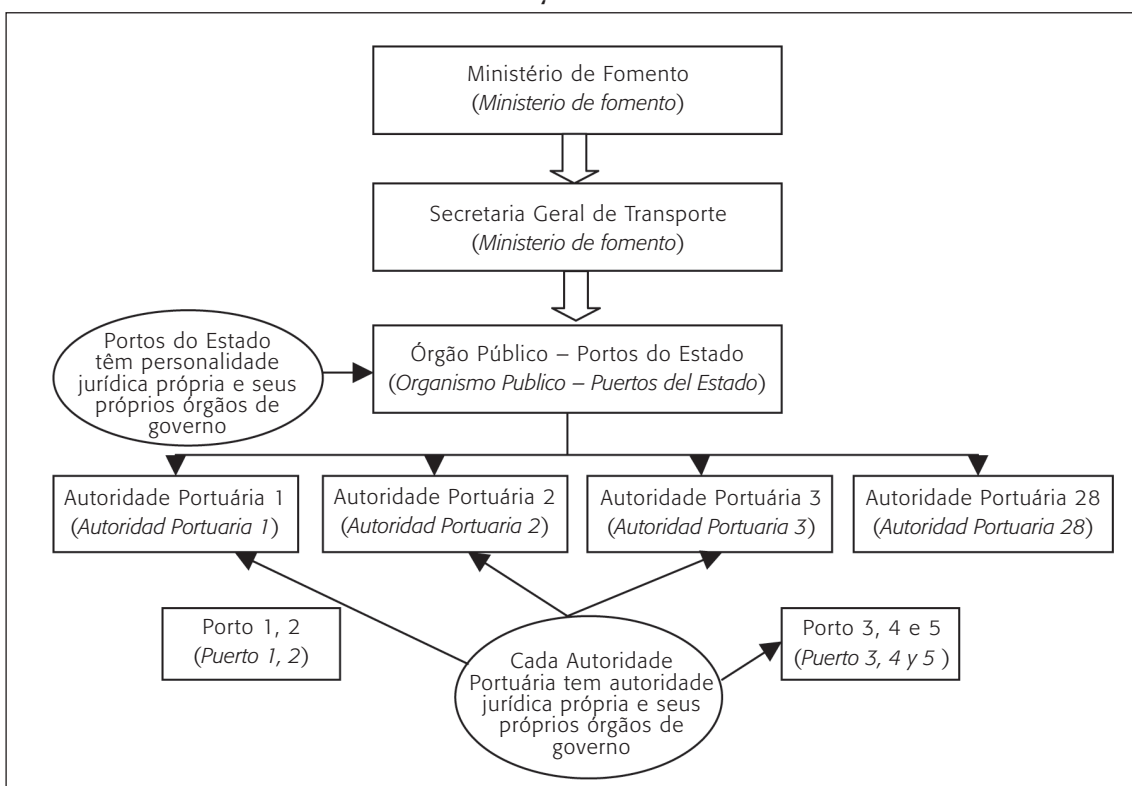 Ministério de Fomento
(Ministerio de fomento)
Secretaria Geral de Transporte
(Ministerio de fomento)
Portos do Estado
têm personalidade
jurídica própria e seus
próprios órgãos de
governo
Órgão Público – Portos do Estado
(Organismo Publico – Puertos del Estado)
Autoridade Portuária 1
(Autoridad Portuaria 1)
Autoridade Portuária 2
(Autoridad Portuaria 2)
Autoridade Portuária 3
(Autoridad Portuaria 3)
Autoridade Portuária 28
(Autoridad Portuaria 28)
Porto 1, 2
(Puerto 1, 2)
Cada Autoridade
Portuária tem autoridade
jurídica própria e seus
próprios órgãos de
governo
Porto 3, 4 e 5
(Puerto 3, 4 y 5 )